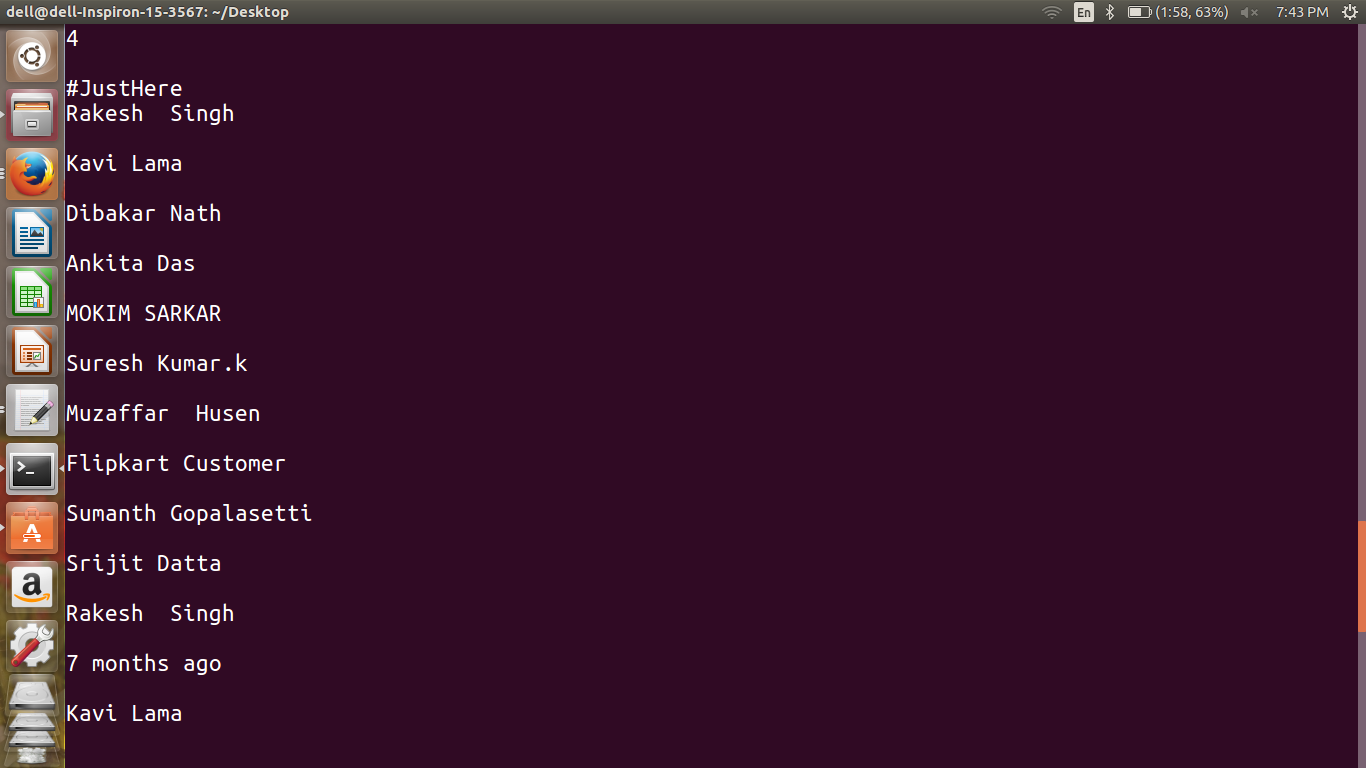 dell@dell-Inspiron-15-3567: ~/Desktop
En
(1:58, 63%)
7:43 PM
4
#JustHere
Rakesh  Singh
Kavi Lama
Dibakar Nath
Ankita Das
MOKIM SARKAR
Suresh Kumar.k
Muzaffar  Husen
Flipkart Customer
Sumanth Gopalasetti
Srijit Datta
Rakesh  Singh
7 months ago
Kavi Lama